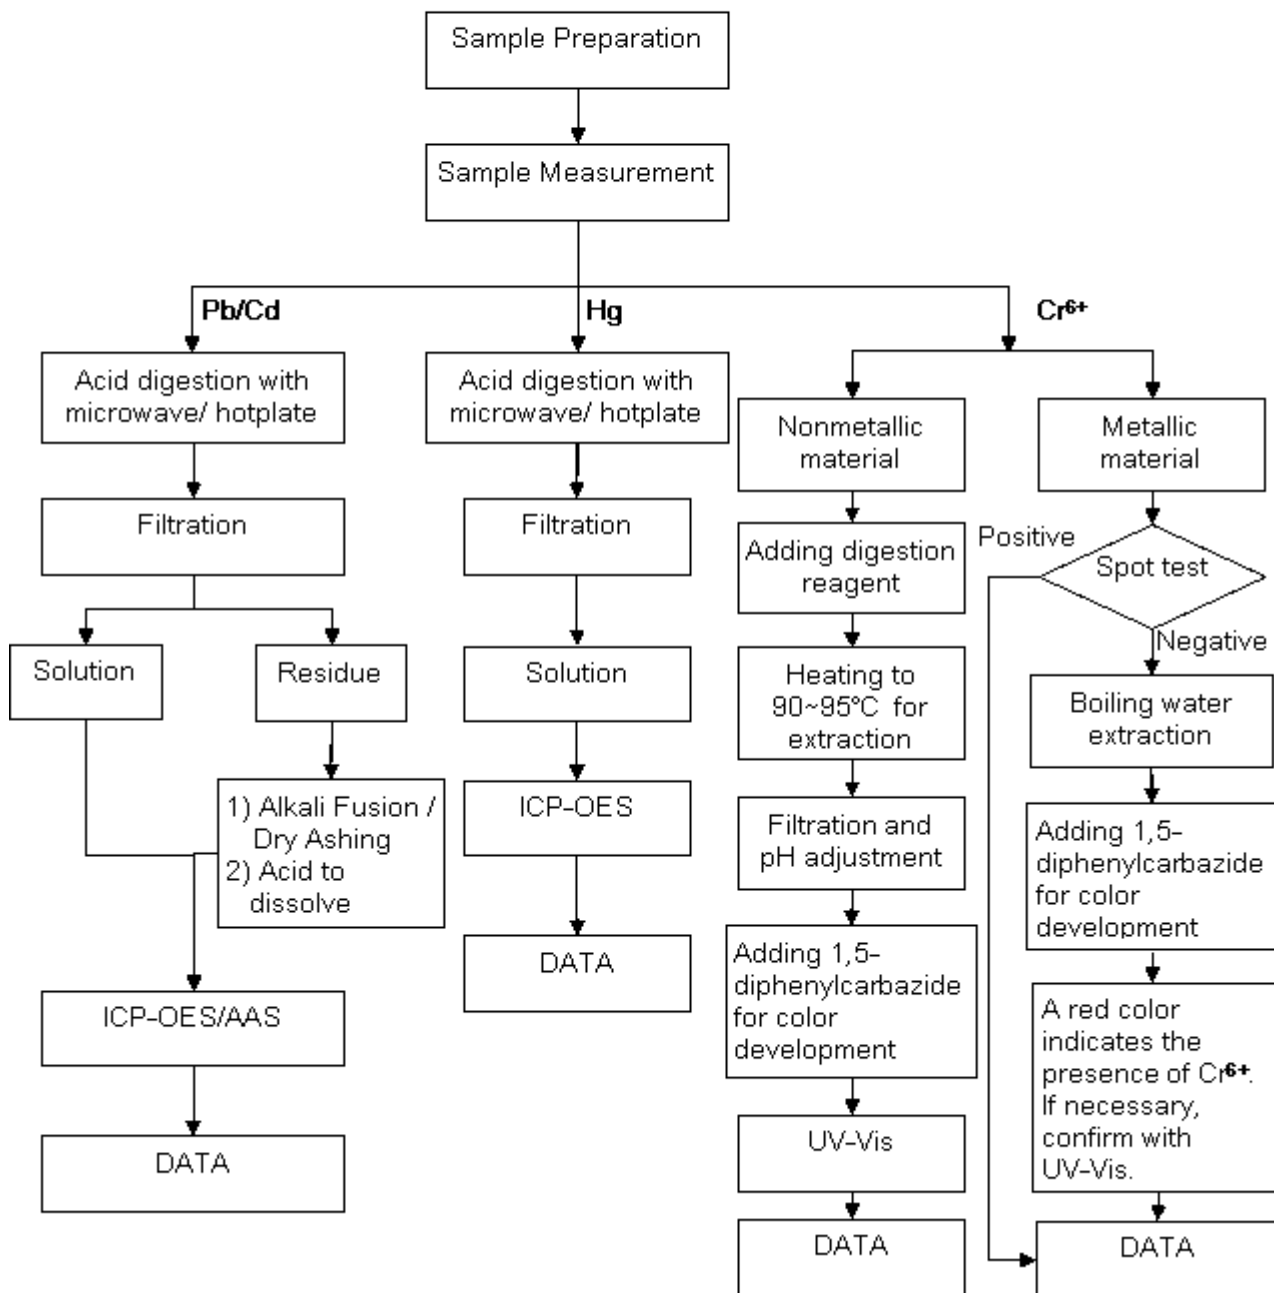 Sample Preparation
Sample Measurement
Pb/Cd
Hg
Cr⁶⁺
Acid digestion with
microwave/ hotplate
Filtration
Solution
Residue
1) Alkali Fusion /
Dry Ashing
2) Acid to
dissolve
ICP-OES/AAS
DATA
Acid digestion with
microwave/ hotplate
Filtration
Solution
ICP-OES
DATA
Nonmetallic
material
Adding digestion
reagent
Heating to
90~95°C for
extraction
Filtration and
pH adjustment
Adding 1,5-
diphenylcarbazide
for color
development
UV-Vis
DATA
Metallic
material
Positive
Spot test
Negative
Boiling water
extraction
Adding 1,5-
diphenylcarbazide
for color
development
A red color
indicates the
presence of Cr⁶⁺.
If necessary,
confirm with
UV-Vis.
DATA